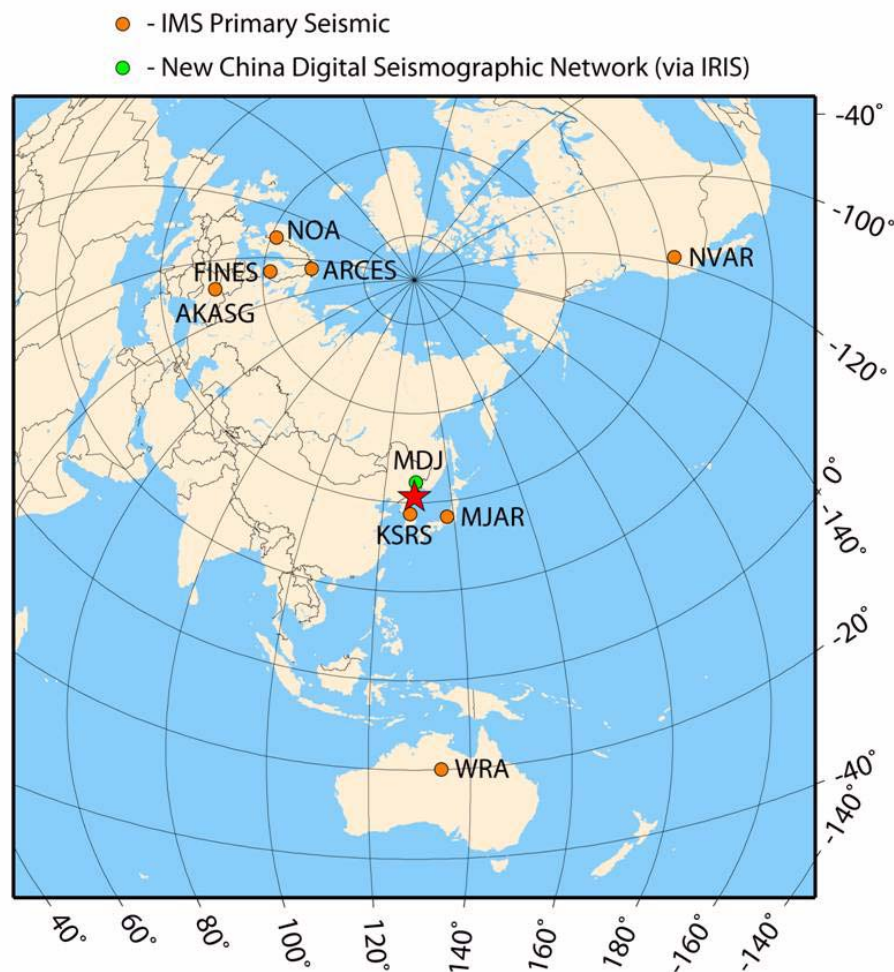 - IMS Primary Seismic
- New China Digital Seismographic Network (via IRIS)
-40°
-100°
NOA
NVAR
FINES
ARCES
AKASG
-120°
MDJ
0°
-140°
KSRS
MJAR
-20°
WRA
-40°
-140°
40°
60°
80°
100°
120°
140°
160°
180°
-160°
-140°